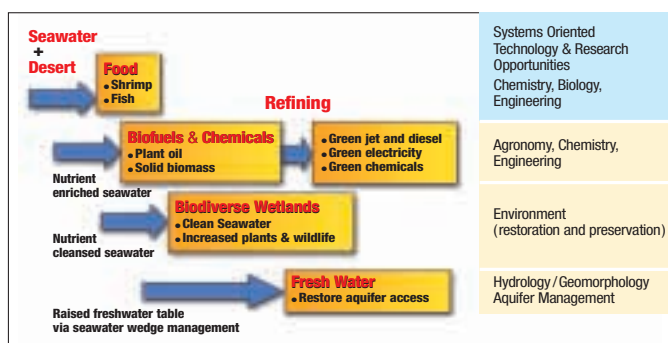 Seawater
+
Desert
Food
• Shrimp
• Fish
Refining
Biofuels & Chemicals
• Plant oil
• Solid biomass
• Green jet and diesel
• Green electricity
• Green chemicals
Nutrient
enriched seawater
Biodiverse Wetlands
• Clean Seawater
• Increased plants & wildlife
Nutrient
cleansed seawater
Fresh Water
• Restore aquifer access
Raised freshwater table
via seawater wedge management
Systems Oriented
Technology & Research
Opportunities
Chemistry, Biology,
Engineering
Agronomy, Chemistry,
Engineering
Environment
(restoration and preservation)
Hydrology/Geomorphology
Aquifer Management